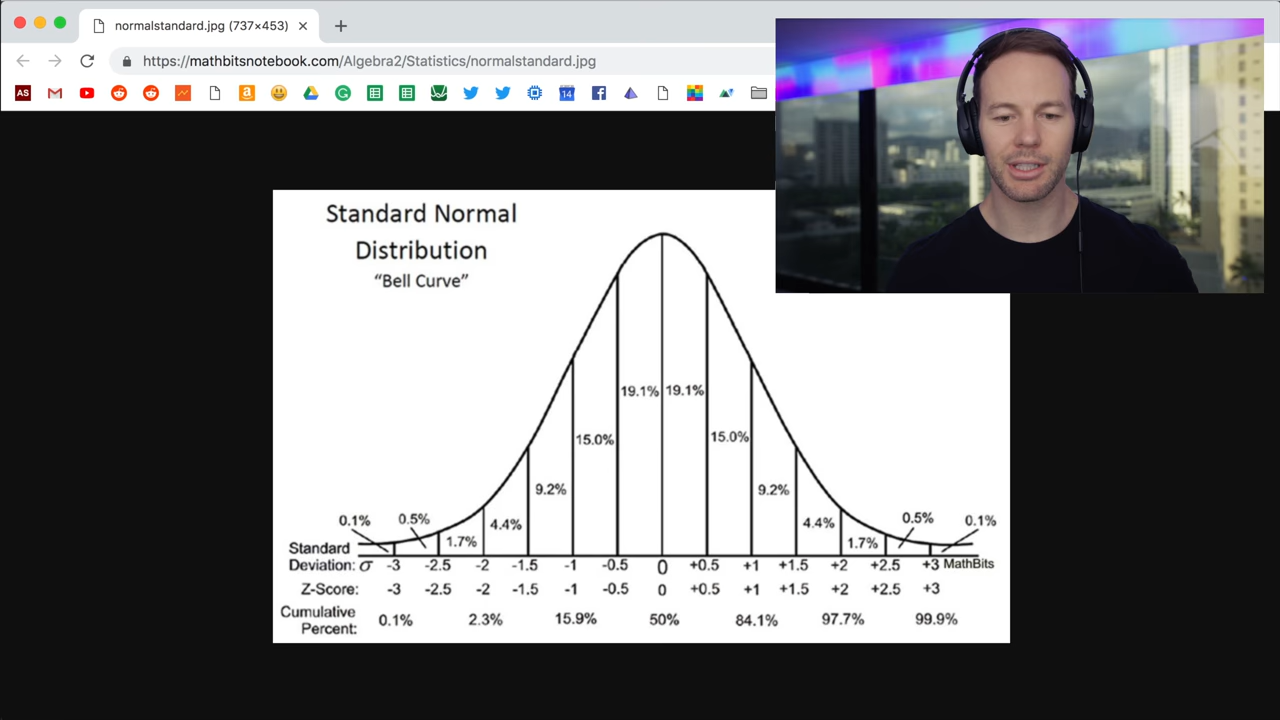 normalstandard.jpg (737×453)
https://mathbitsnotebook.com/Algebra2/Statistics/normalstandard.jpg
AS
14
Standard Normal
Distribution
“Bell Curve”
19.1% 19.1%
15.0% 15.0%
9.2% 9.2%
0.1% 0.5% 4.4% 4.4% 0.5% 0.1%
1.7% 1.7%
Standard
Deviation: σ -3 -2.5 -2 -1.5 -1 -0.5 0 +0.5 +1 +1.5 +2 +2.5 +3 MathBits
Z-Score: -3 -2.5 -2 -1.5 -1 -0.5 0 +0.5 +1 +1.5 +2 +2.5 +3
Cumulative
Percent: 0.1% 2.3% 15.9% 50% 84.1% 97.7% 99.9%